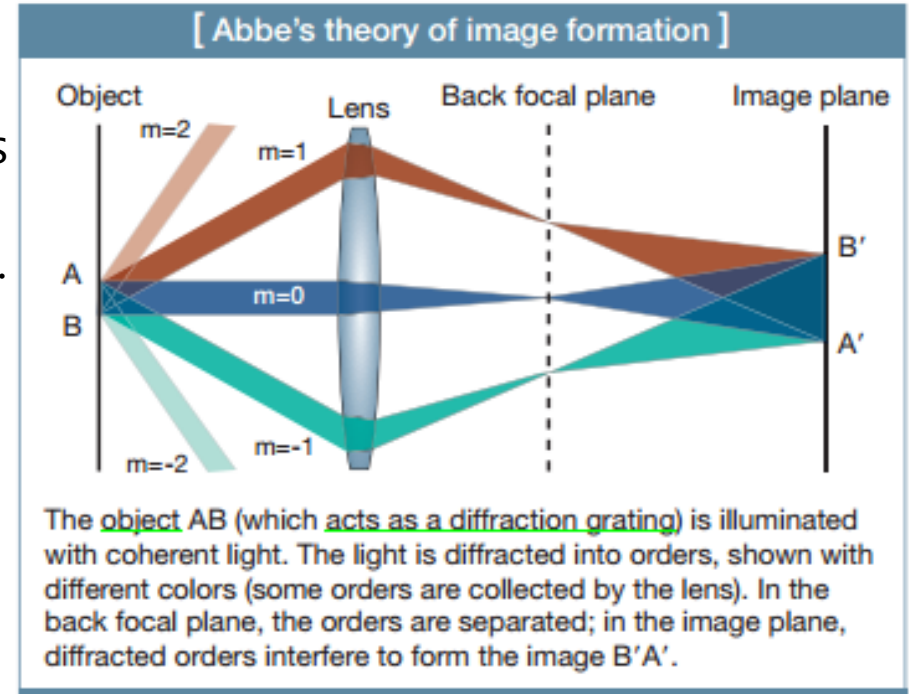 [ Abbe's theory of image formation ]
Object
Lens
Back focal plane
Image plane
m=2
m=1
s
.
A
B
m=0
B′
A′
m=-1
m=-2
The object AB (which acts as a diffraction grating) is illuminated
with coherent light. The light is diffracted into orders, shown with
different colors (some orders are collected by the lens). In the
back focal plane, the orders are separated; in the image plane,
diffracted orders interfere to form the image B′A′.